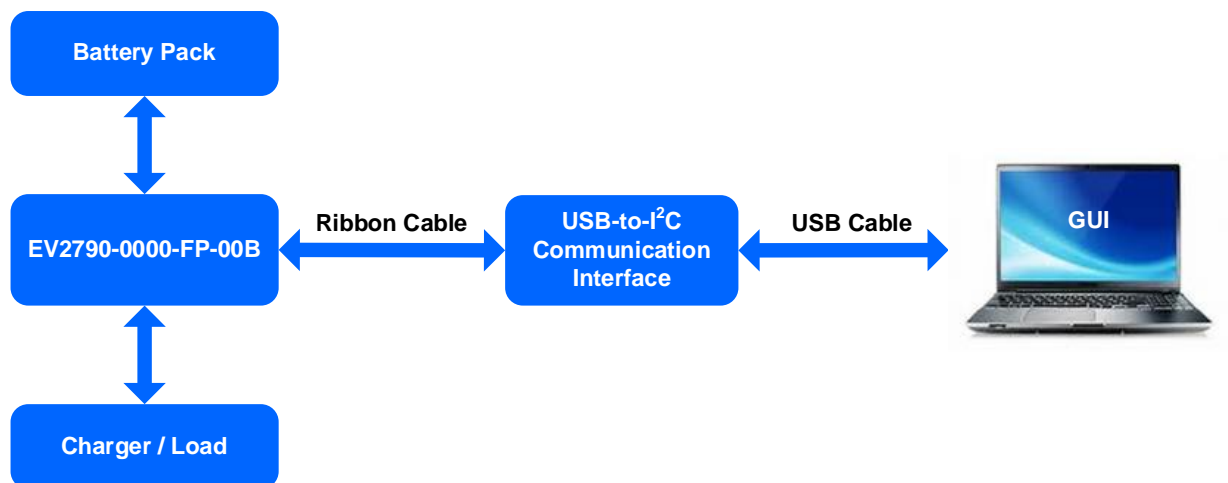 Battery Pack
EV2790-0000-FP-00B
Ribbon Cable
USB-to-I²C
Communication
Interface
USB Cable
GUI
Charger / Load